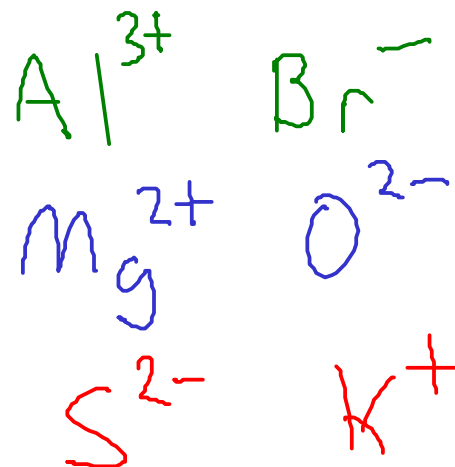 Al³⁺ Br⁻
Mg²⁺ O²⁻
S²⁻ K⁺